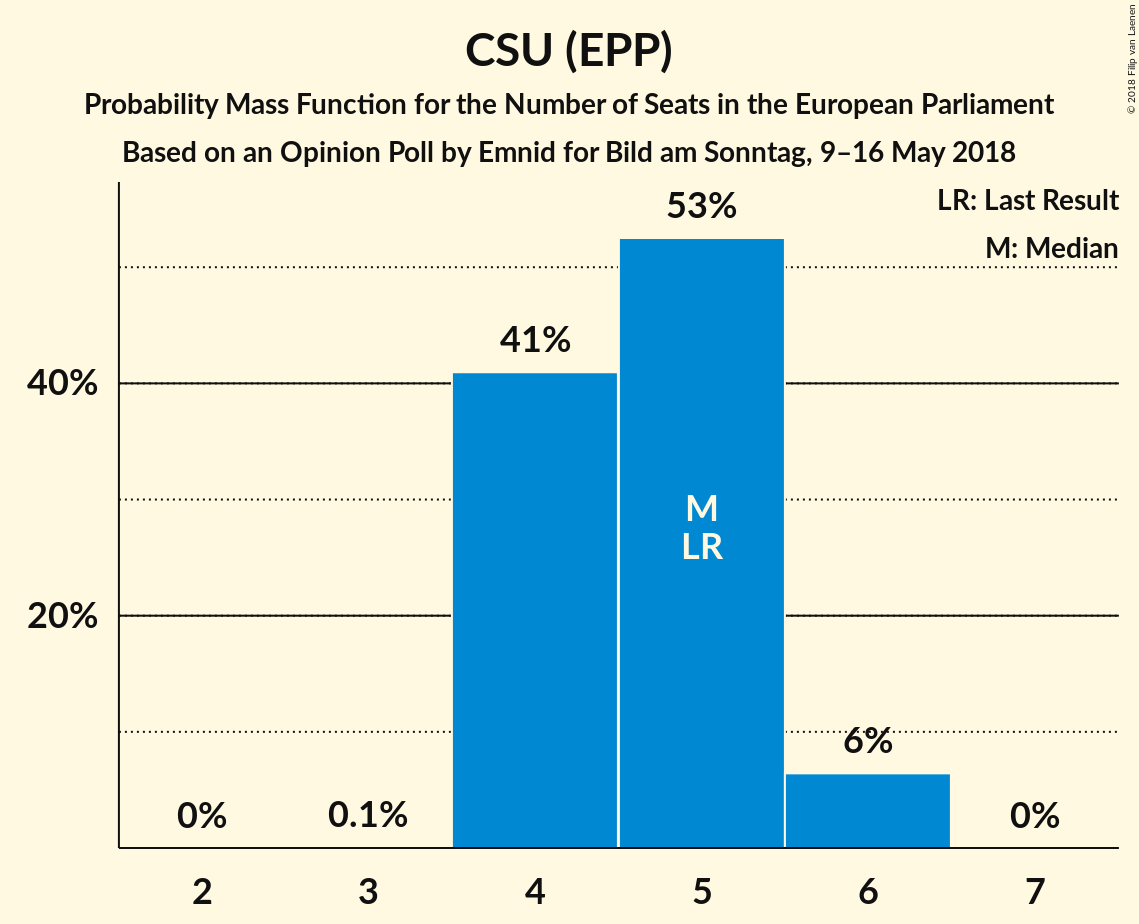 CSU (EPP)
Probability Mass Function for the Number of Seats in the European Parliament
Based on an Opinion Poll by Emnid for Bild am Sonntag, 9–16 May 2018
© 2018 Filip van Laenen
LR: Last Result
M: Median
53%
41%
40%
M
LR
20%
6%
0%
0.1%
0%
2
3
4
5
6
7